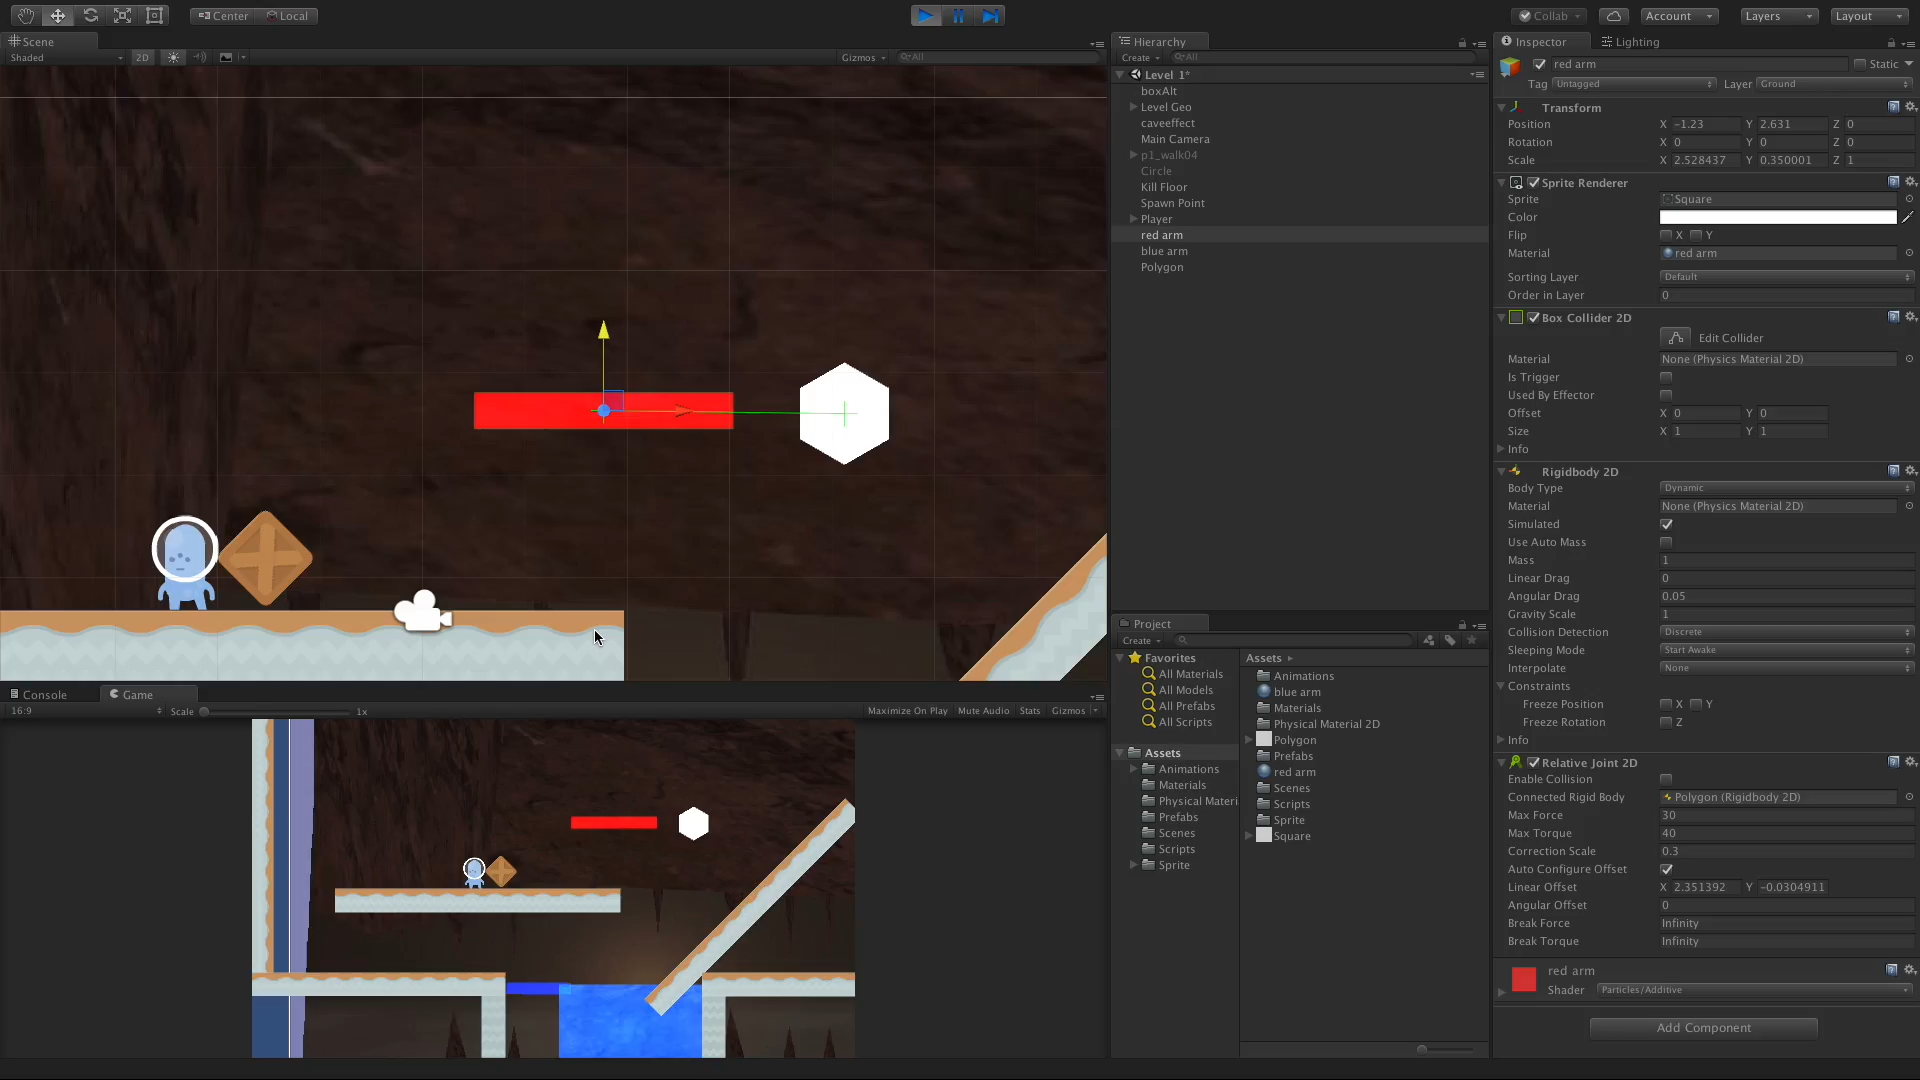 Center Local
Collab Account Layers Layout
Scene
Shaded 2D Gizmos All
Console Game
16:9 Scale 1x Maximize On Play Mute Audio Stats Gizmos
Hierarchy
Create All
Level 1*
boxAlt
Level Geo
caveeffect
Main Camera
p1_walk04
Circle
Kill Floor
Spawn Point
Player
red arm
blue arm
Polygon
Project
Create
Favorites
All Materials
All Models
All Prefabs
All Scripts
Assets
Animations
Materials
Physical Materi
Prefabs
Scenes
Scripts
Sprite
Assets
Animations
blue arm
Materials
Physical Material 2D
Polygon
Prefabs
red arm
Scenes
Scripts
Sprite
Square
Inspector Lighting
red arm Static
Tag Untagged Layer Ground
Transform
Position X -1.23 Y 2.631 Z 0
Rotation X 0 Y 0 Z 0
Scale X 2.528437 Y 0.350001 Z 1
Sprite Renderer
Sprite Square
Color
Flip X Y
Material red arm
Sorting Layer Default
Order in Layer 0
Box Collider 2D
Edit Collider
Material None (Physics Material 2D)
Is Trigger
Used By Effector
Offset X 0 Y 0
Size X 1 Y 1
Info
Rigidbody 2D
Body Type Dynamic
Material None (Physics Material 2D)
Simulated
Use Auto Mass
Mass 1
Linear Drag 0
Angular Drag 0.05
Gravity Scale 1
Collision Detection Discrete
Sleeping Mode Start Awake
Interpolate None
Constraints
Freeze Position X Y
Freeze Rotation Z
Info
Relative Joint 2D
Enable Collision
Connected Rigid Body Polygon (Rigidbody 2D)
Max Force 30
Max Torque 40
Correction Scale 0.3
Auto Configure Offset
Linear Offset X 2.351392 Y -0.0304911
Angular Offset 0
Break Force Infinity
Break Torque Infinity
red arm
Shader Particles/Additive
Add Component